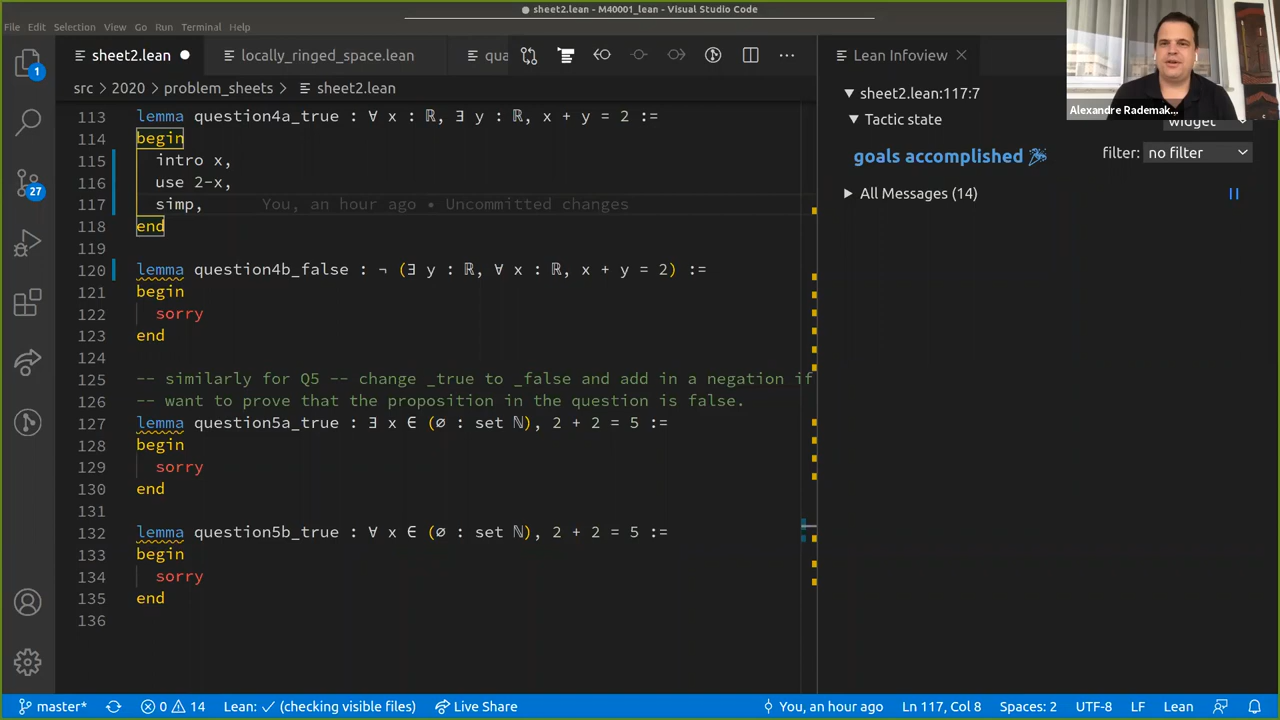 sheet2.lean - M40001_lean - Visual Studio Code
File Edit Selection View Go Run Terminal Help
sheet2.lean
locally_ringed_space.lean
qua
Lean Infoview
src > 2020 > problem_sheets > sheet2.lean
113 lemma question4a_true : ∀ x : ℝ, ∃ y : ℝ, x + y = 2 :=
114 begin
115 intro x,
116 use 2-x,
117 simp, You, an hour ago • Uncommitted changes
118 end
119
120 lemma question4b_false : ¬ (∃ y : ℝ, ∀ x : ℝ, x + y = 2) :=
121 begin
122 sorry
123 end
124
125 -- similarly for Q5 -- change _true to _false and add in a negation if
126 -- want to prove that the proposition in the question is false.
127 lemma question5a_true : ∃ x ∈ (∅ : set ℕ), 2 + 2 = 5 :=
128 begin
129 sorry
130 end
131
132 lemma question5b_true : ∀ x ∈ (∅ : set ℕ), 2 + 2 = 5 :=
133 begin
134 sorry
135 end
136
sheet2.lean:117:7
Tactic state
widget
goals accomplished 🎉
filter: no filter
All Messages (14)
Alexandre Rademak...
1
27
master* 0 14 Lean: ✓ (checking visible files) Live Share You, an hour ago Ln 117, Col 8 Spaces: 2 UTF-8 LF Lean